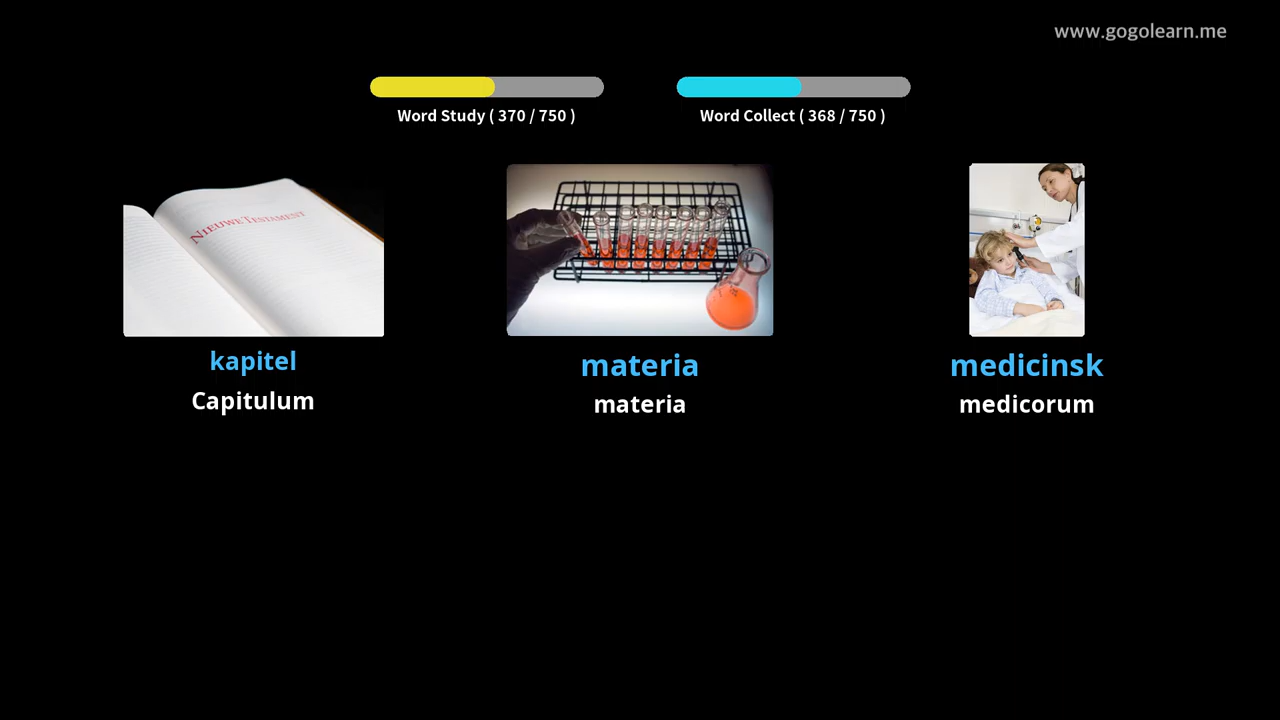 www.gogolearn.me
Word Study ( 370 / 750 )
Word Collect ( 368 / 750 )
NIEUWE TESTAMENT
kapitel
Capitulum
materia
materia
medicinsk
medicorum